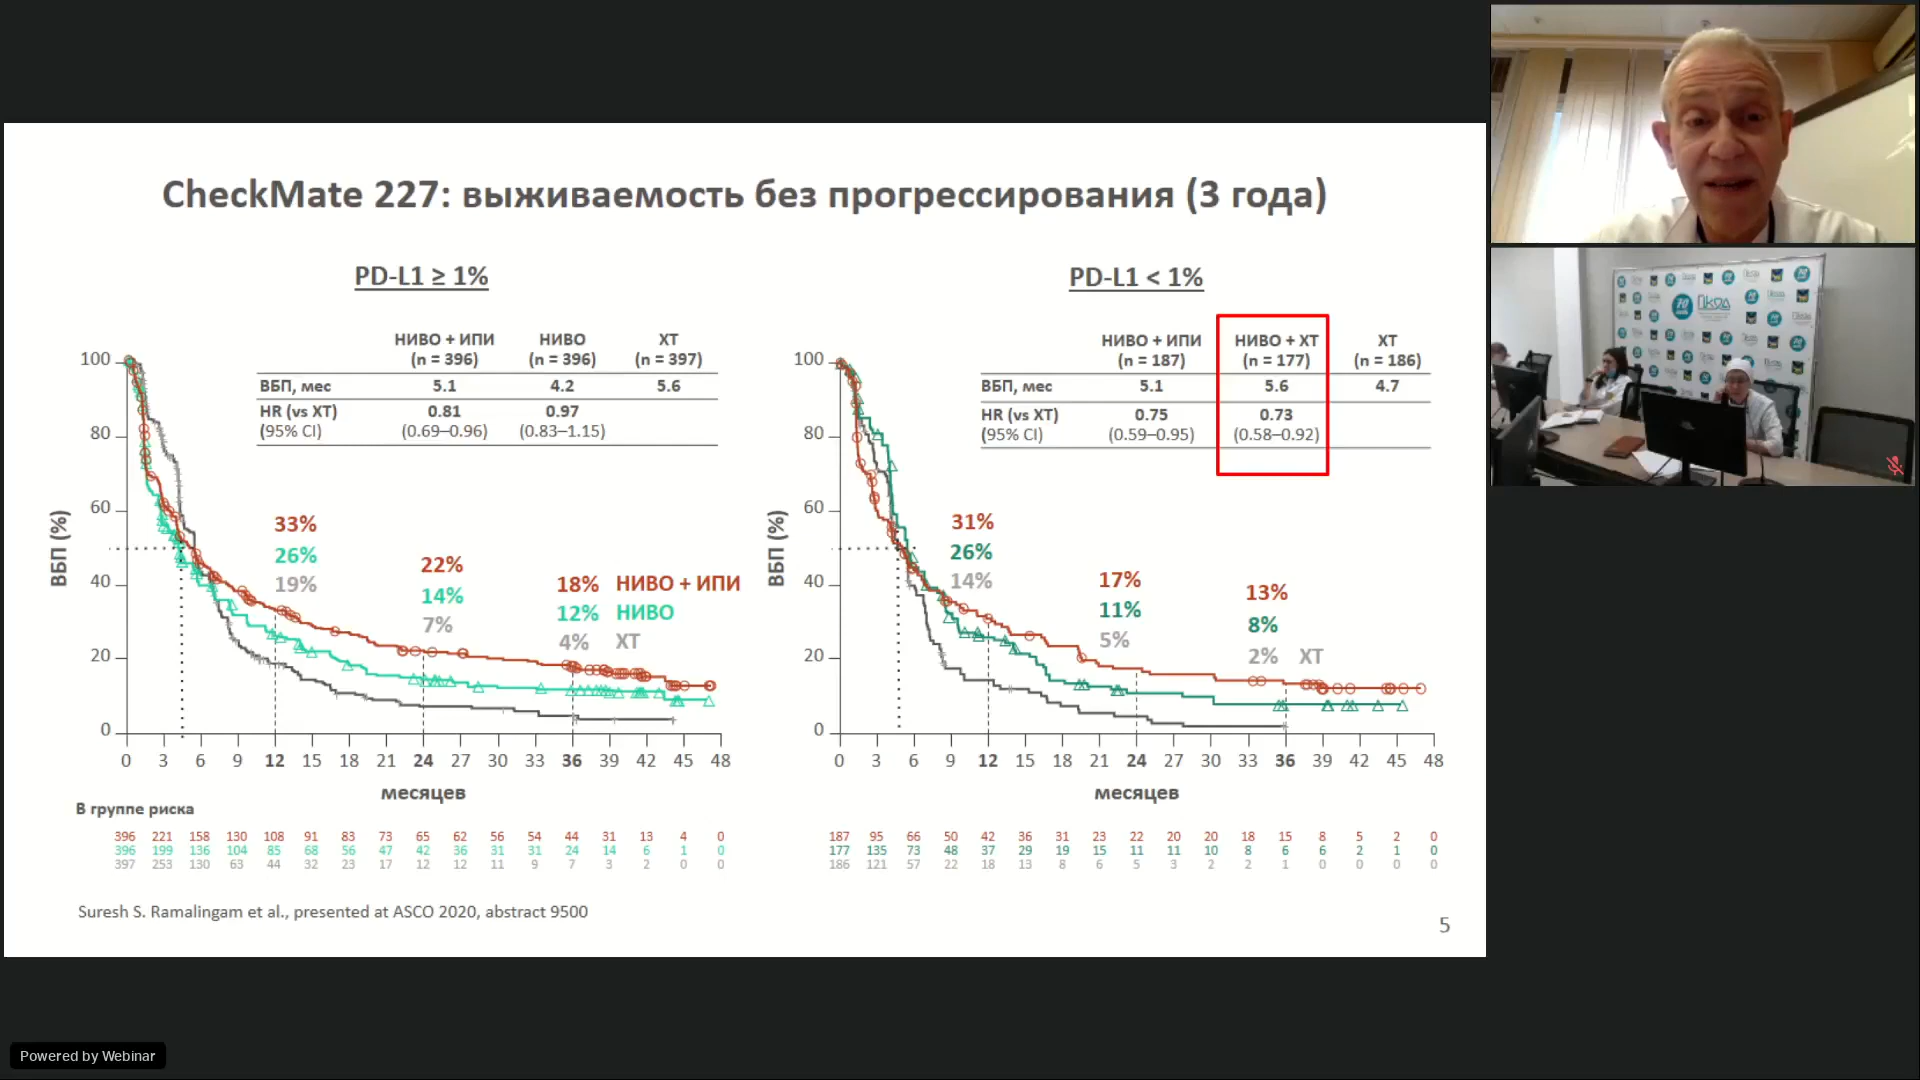 CheckMate 227: выживаемость без прогрессирования (3 года)
PD-L1 ≥ 1%
НИВО + ИПИ НИВО ХТ
(n = 396) (n = 396) (n = 397)
ВБП, мес 5.1 4.2 5.6
HR (vs ХТ) 0.81 0.97
(95% CI) (0.69–0.96) (0.83–1.15)
ВБП (%)
100
80
60
40
20
0
33%
26%
19%
22%
14%
7%
18% НИВО + ИПИ
12% НИВО
4% ХТ
0 3 6 9 12 15 18 21 24 27 30 33 36 39 42 45 48
месяцев
В группе риска
396 221 158 130 108 91 83 73 65 62 56 54 44 31 13 4 0
396 199 136 104 85 68 56 47 42 36 31 31 24 14 6 1 0
397 253 130 63 44 32 23 17 12 12 11 9 7 3 2 0 0
PD-L1 < 1%
НИВО + ИПИ НИВО + ХТ ХТ
(n = 187) (n = 177) (n = 186)
ВБП, мес 5.1 5.6 4.7
HR (vs ХТ) 0.75 0.73
(95% CI) (0.59–0.95) (0.58–0.92)
ВБП (%)
100
80
60
40
20
0
31%
26%
14%
17%
11%
5%
13%
8%
2% ХТ
0 3 6 9 12 15 18 21 24 27 30 33 36 39 42 45 48
месяцев
187 95 66 50 42 36 31 23 22 20 20 18 15 8 5 2 0
177 135 73 48 37 29 19 15 11 11 10 8 6 6 2 1 0
186 121 57 22 18 13 8 6 5 3 2 2 1 0 0 0 0
Suresh S. Ramalingam et al., presented at ASCO 2020, abstract 9500
5
Powered by Webinar